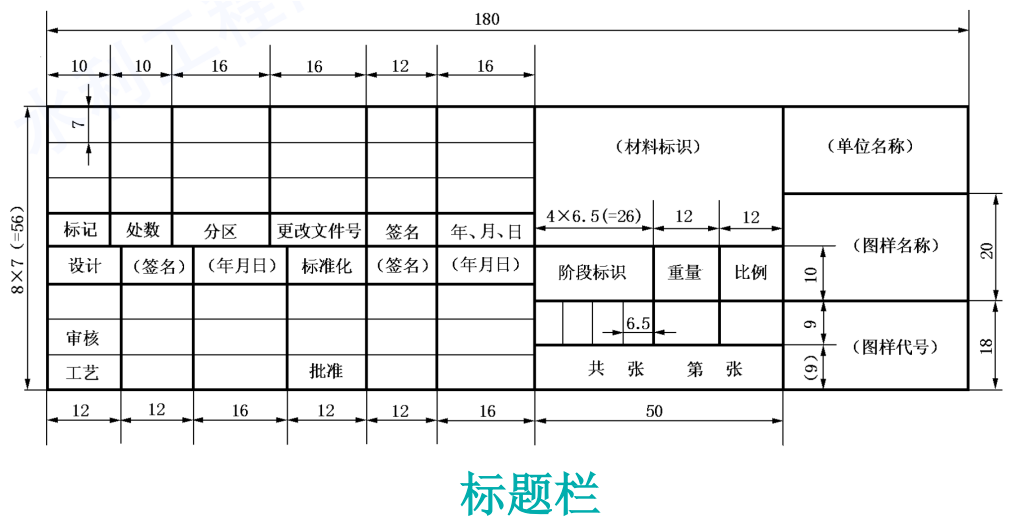 180
10 10 16 16 12 16
7
(材料标识) (单位名称)
4×6.5(=26) 12 12
标记 处数 分区 更改文件号 签名 年、月、日
8×7(=56)
(图样名称)
20
设计 (签名) (年月日) 标准化 (签名) (年月日)
阶段标识 重量 比例
10
6.5
9
审核
(图样代号)
18
工艺 批准
共 张 第 张
(9)
12 12 16 12 12 16 50
标题栏